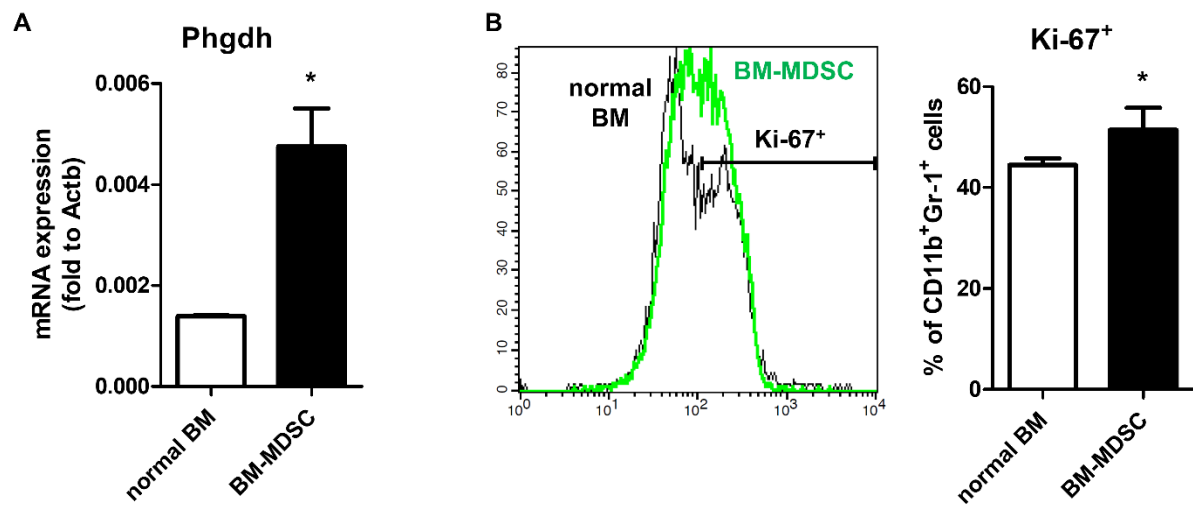 A
Phgdh
mRNA expression
(fold to Actb)
0.006
0.004
0.002
0.000
*
normal BM
BM-MDSC
B
80
70
60
50
40
30
20
10
0
normal
BM
BM-MDSC
Ki-67⁺
10⁰ 10¹ 10² 10³ 10⁴
Ki-67⁺
% of CD11b⁺Gr-1⁺ cells
60
40
20
0
*
normal BM
BM-MDSC